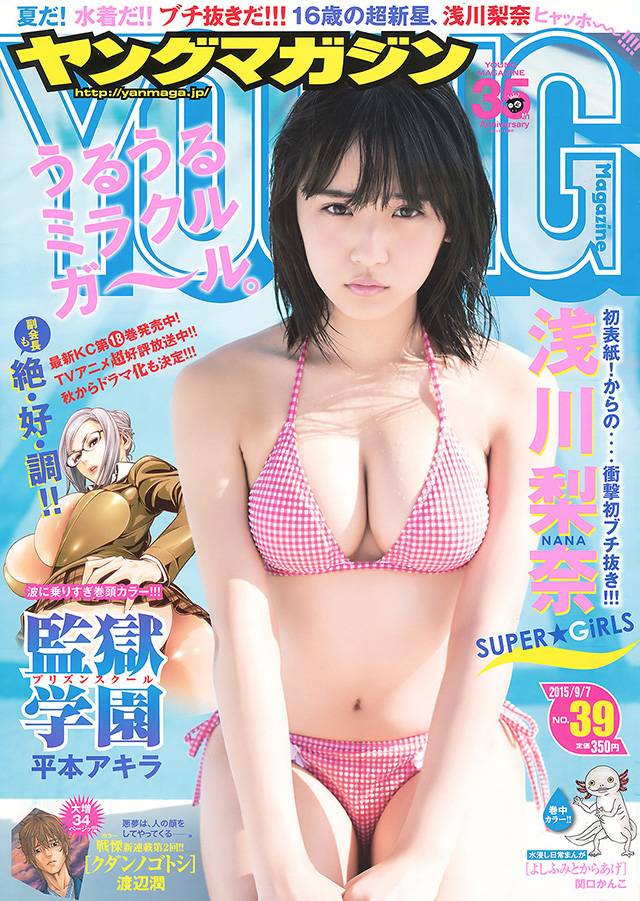 夏だ! 水着だ!! ブチ抜きだ!!! 16歳の超新星、浅川梨奈 ヒャッホ〜〜!!!
YOUNG
Magazine
ヤングマガジン
http://yanmaga.jp/
YOUNG
MAGAZINE
35th
Anniversary
うるうる
ミラクル
ガ〜ル。
最新KC第18巻発売中!
TVアニメ超好評放送中!!
秋からドラマ化も決定!!!
副会長も
絶・好・調!!
波に乗りすぎ巻頭カラー!!!
監獄
プリズンスクール
学園
平本アキラ
初表紙!からの‥‥衝撃初ブチ抜き!!!
浅川梨奈
NANA
SUPER★GiRLS
2015/9/7
NO.39
定価350円
大増
34
ページ!
悪夢は、人の顔を
してやってくる――。
カラー
戦慄新連載第2回!!
[クダンノゴトシ]
渡辺潤
巻中
カラー!!
水浸し日常まんが
[よしふみとからあげ]
関口かんこ